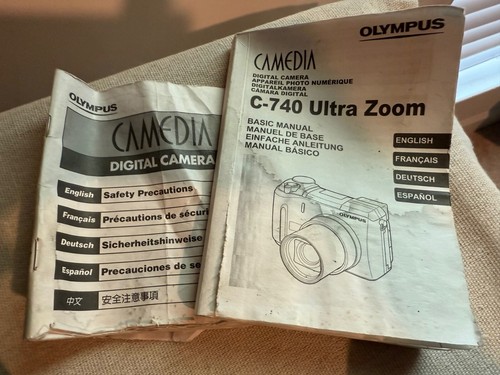 OLYMPUS
CAMEDIA
DIGITAL CAMERA
English Safety Precautions
Français Précautions de sécuri
Deutsch Sicherheitshinweise
Español Precauciones de se
中文 安全注意事項
OLYMPUS
CAMEDIA
DIGITAL CAMERA
APPAREIL PHOTO NUMÉRIQUE
DIGITALKAMERA
CÁMARA DIGITAL
C-740 Ultra Zoom
BASIC MANUAL
MANUEL DE BASE
EINFACHE ANLEITUNG
MANUAL BÁSICO
ENGLISH
FRANÇAIS
DEUTSCH
ESPAÑOL
OLYMPUS